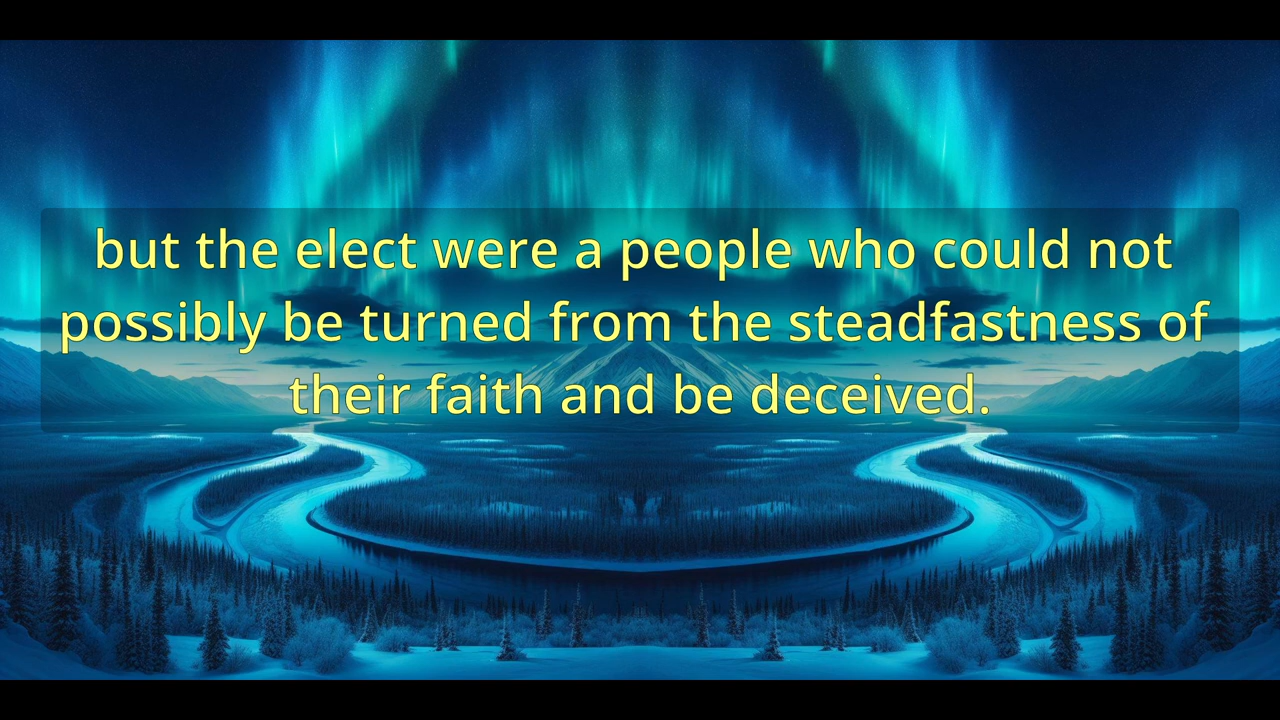 but the elect were a people who could not
possibly be turned from the steadfastness of
their faith and be deceived.